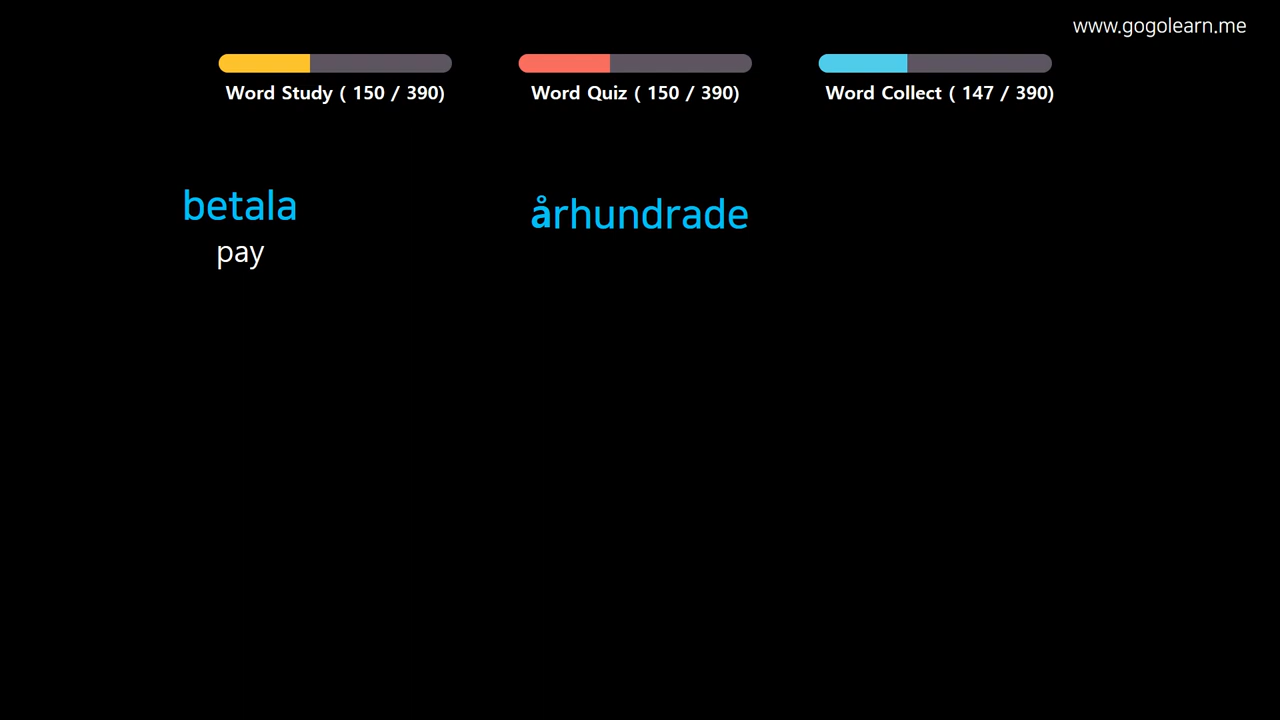 www.gogolearn.me
Word Study ( 150 / 390)
Word Quiz ( 150 / 390)
Word Collect ( 147 / 390)
betala
pay
århundrade